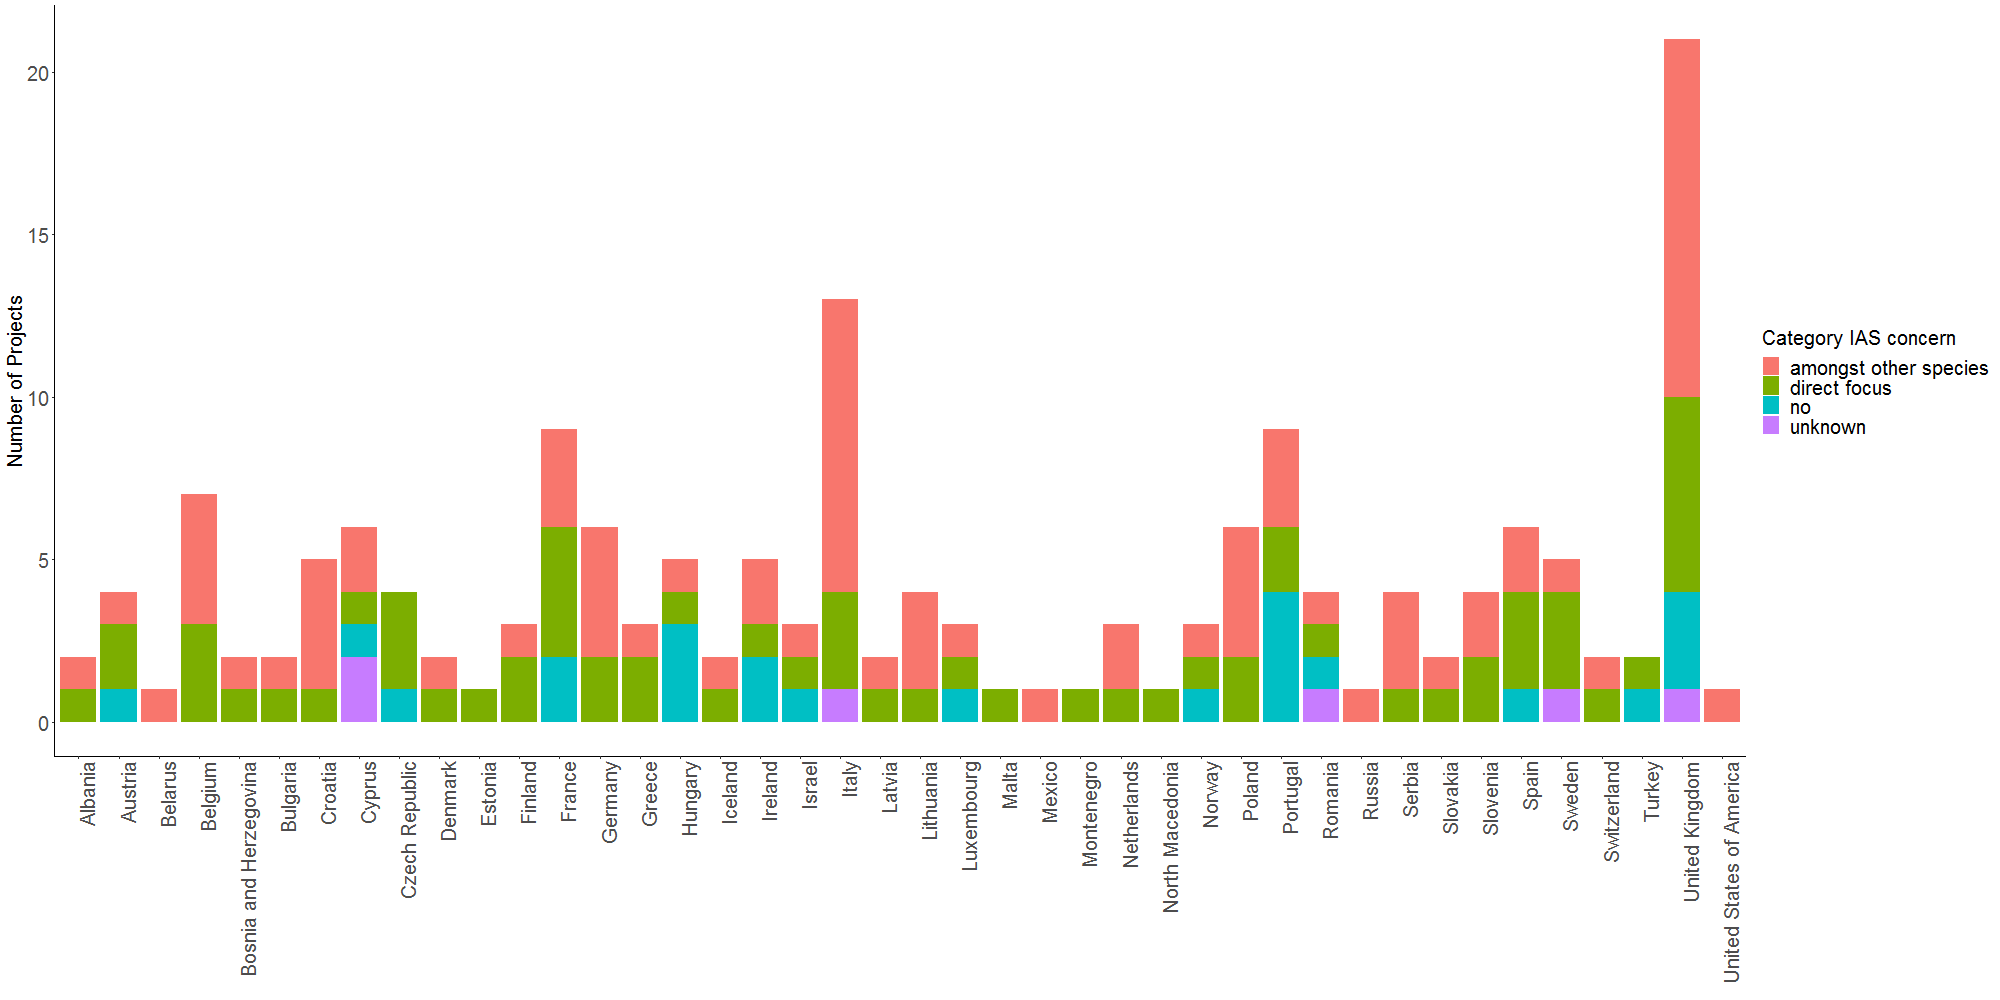 Number of Projects
20
15
10
5
0
Albania
Austria
Belarus
Belgium
Bosnia and Herzegovina
Bulgaria
Croatia
Cyprus
Czech Republic
Denmark
Estonia
Finland
France
Germany
Greece
Hungary
Iceland
Ireland
Israel
Italy
Latvia
Lithuania
Luxembourg
Malta
Mexico
Montenegro
Netherlands
North Macedonia
Norway
Poland
Portugal
Romania
Russia
Serbia
Slovakia
Slovenia
Spain
Sweden
Switzerland
Turkey
United Kingdom
United States of America
Category IAS concern
amongst other species
direct focus
no
unknown